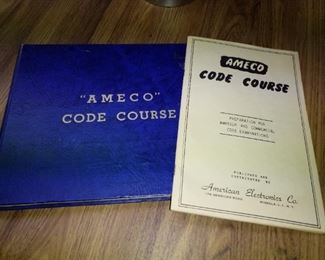 "AMECO"
CODE COURSE
AMECO
CODE COURSE
PREPARATION FOR
AMATEUR AND COMMERCIAL
CODE EXAMINATIONS
PUBLISHED AND
DISTRIBUTED BY
American Electronics Co.
MINEOLA, L.I., N.Y.